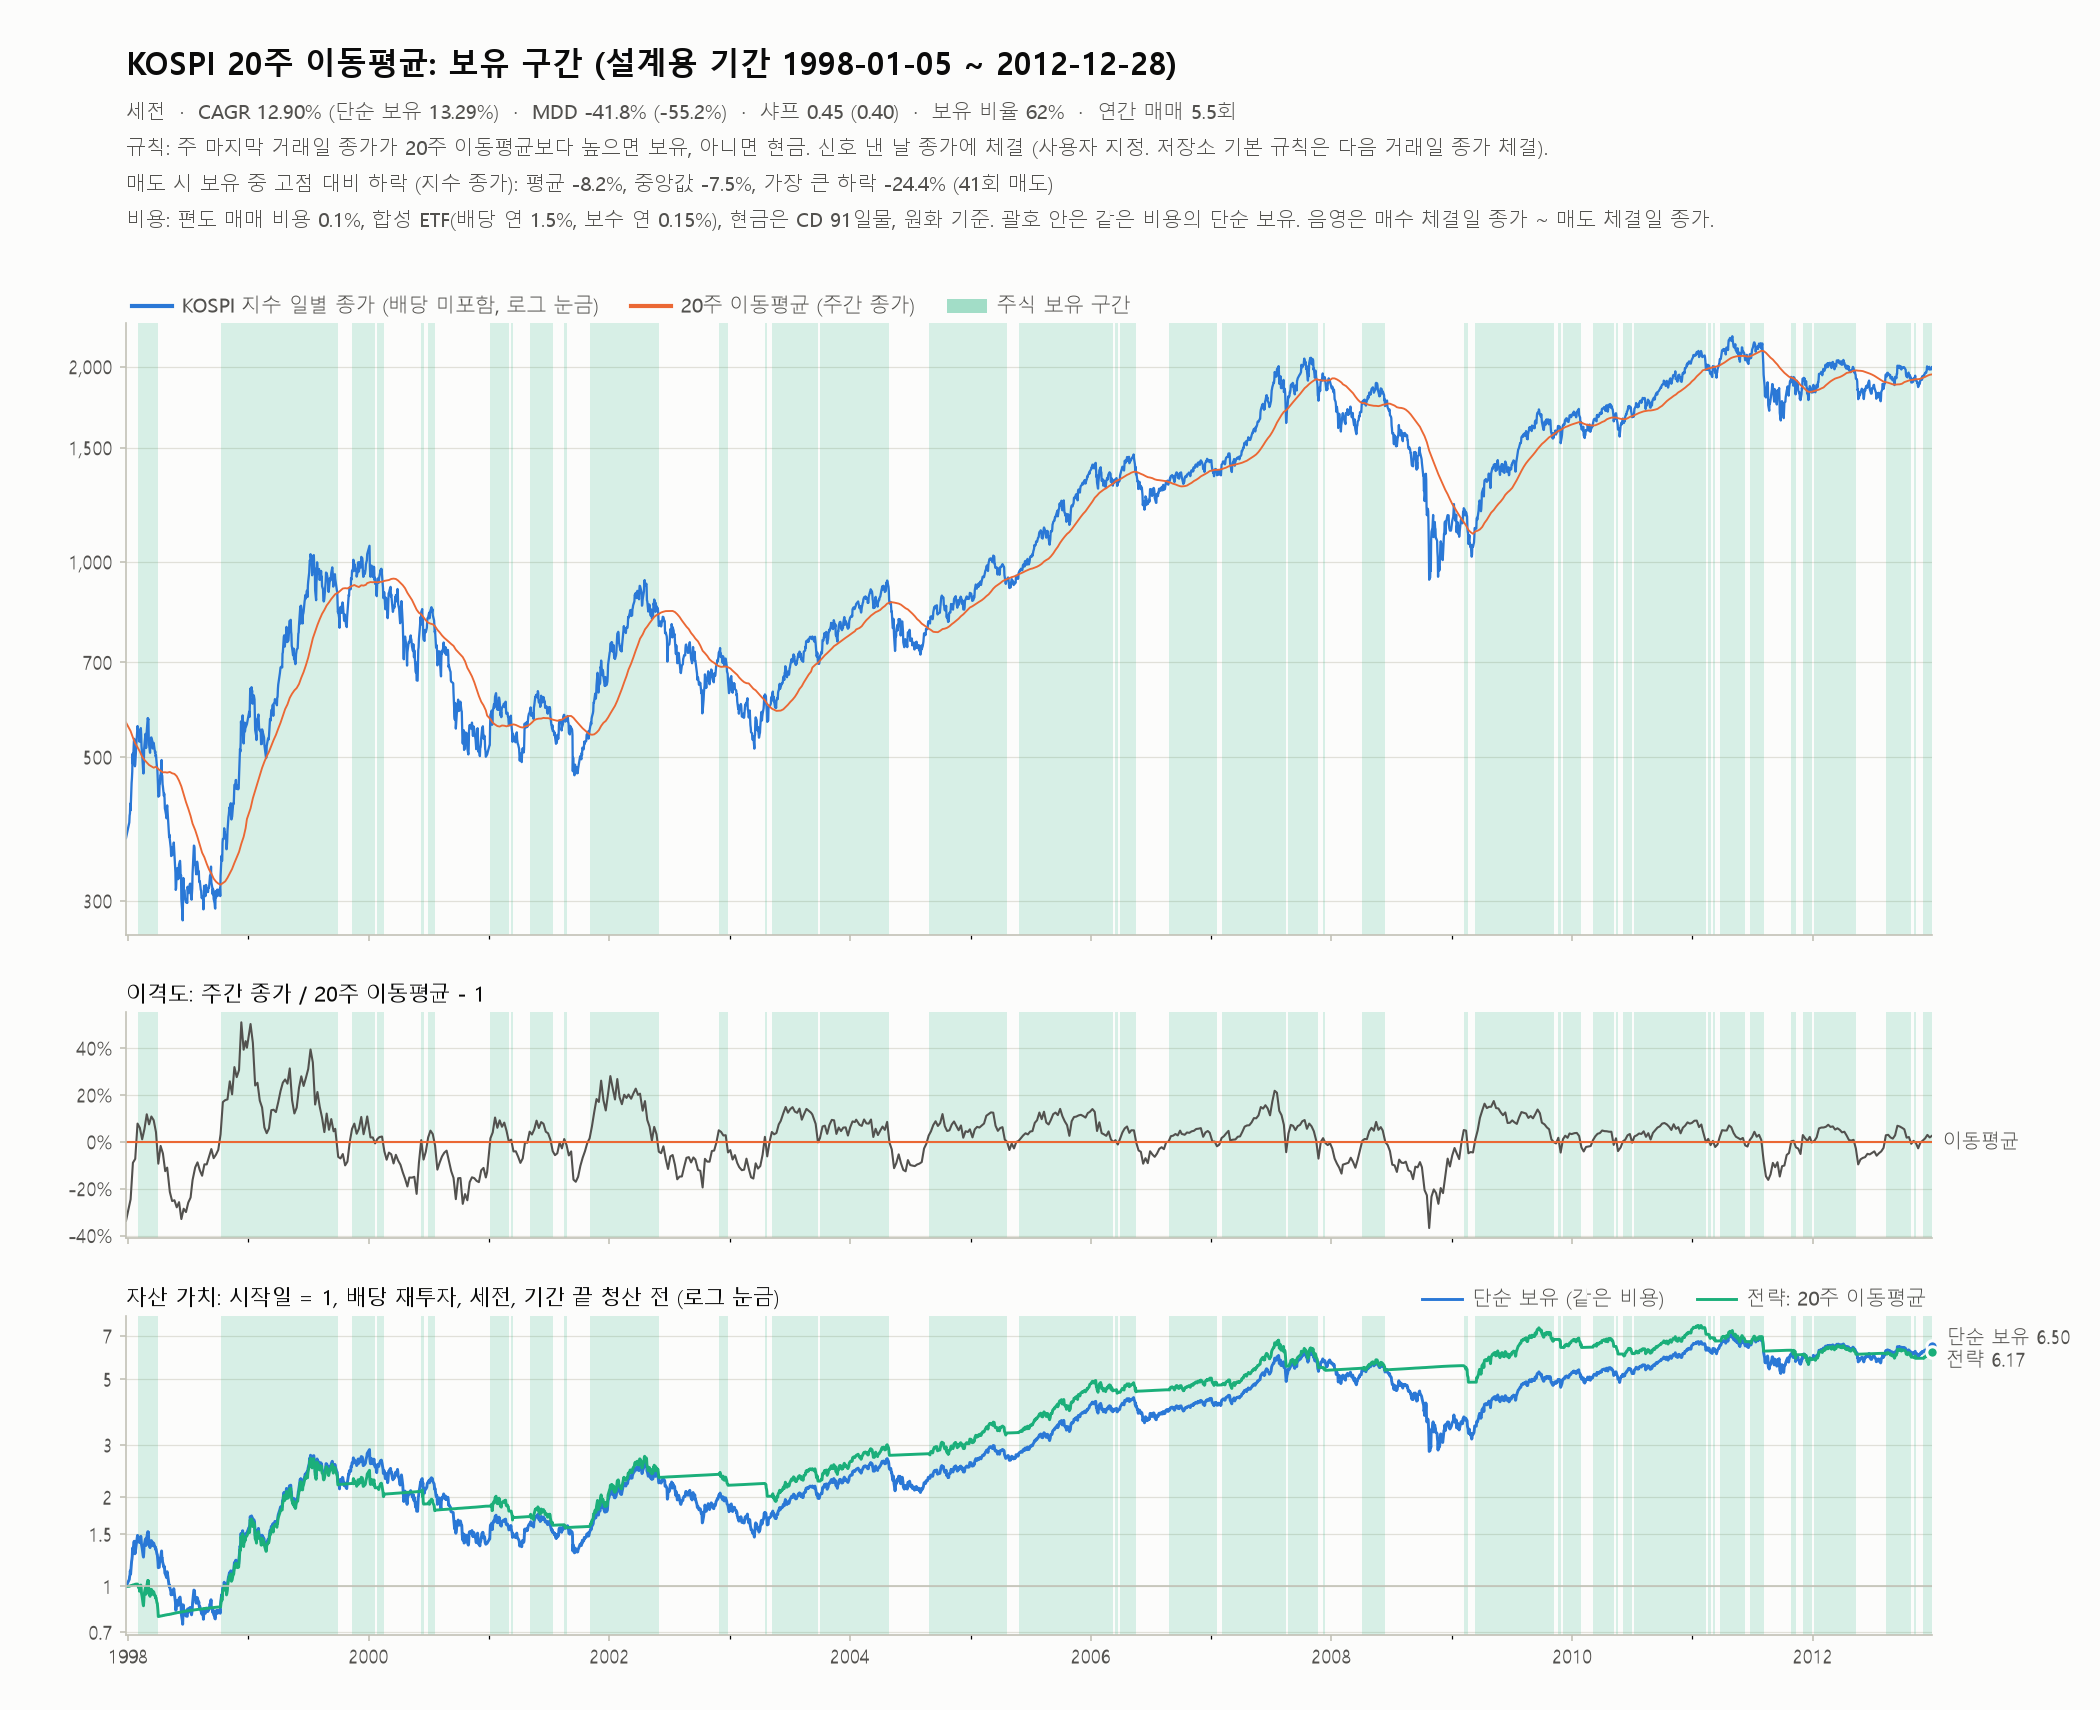 KOSPI 20주 이동평균: 보유 구간 (설계용 기간 1998-01-05 ~ 2012-12-28)
세전 · CAGR 12.90% (단순 보유 13.29%) · MDD -41.8% (-55.2%) · 샤프 0.45 (0.40) · 보유 비율 62% · 연간 매매 5.5회
규칙: 주 마지막 거래일 종가가 20주 이동평균보다 높으면 보유, 아니면 현금. 신호 낸 날 종가에 체결 (사용자 지정. 저장소 기본 규칙은 다음 거래일 종가 체결).
매도 시 보유 중 고점 대비 하락 (지수 종가): 평균 -8.2%, 중앙값 -7.5%, 가장 큰 하락 -24.4% (41회 매도)
비용: 편도 매매 비용 0.1%, 합성 ETF(배당 연 1.5%, 보수 연 0.15%), 현금은 CD 91일물, 원화 기준. 괄호 안은 같은 비용의 단순 보유. 음영은 매수 체결일 종가 ~ 매도 체결일 종가.
KOSPI 지수 일별 종가 (배당 미포함, 로그 눈금) 20주 이동평균 (주간 종가) 주식 보유 구간
2,000
1,500
1,000
700
500
300
이격도: 주간 종가 / 20주 이동평균 - 1
40%
20%
0%
-20%
-40%
이동평균
자산 가치: 시작일 = 1, 배당 재투자, 세전, 기간 끝 청산 전 (로그 눈금) 단순 보유 (같은 비용) 전략: 20주 이동평균
7
5
3
2
1.5
1
0.7
단순 보유 6.50
전략 6.17
1998 2000 2002 2004 2006 2008 2010 2012